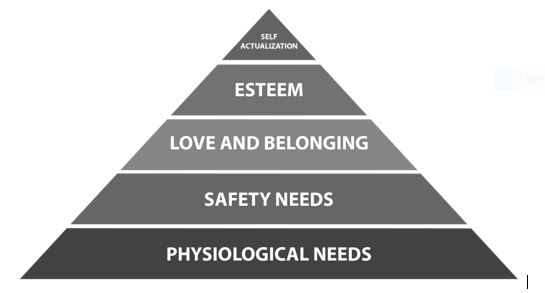 SELF
ACTUALIZATION
ESTEEM
LOVE AND BELONGING
SAFETY NEEDS
PHYSIOLOGICAL NEEDS